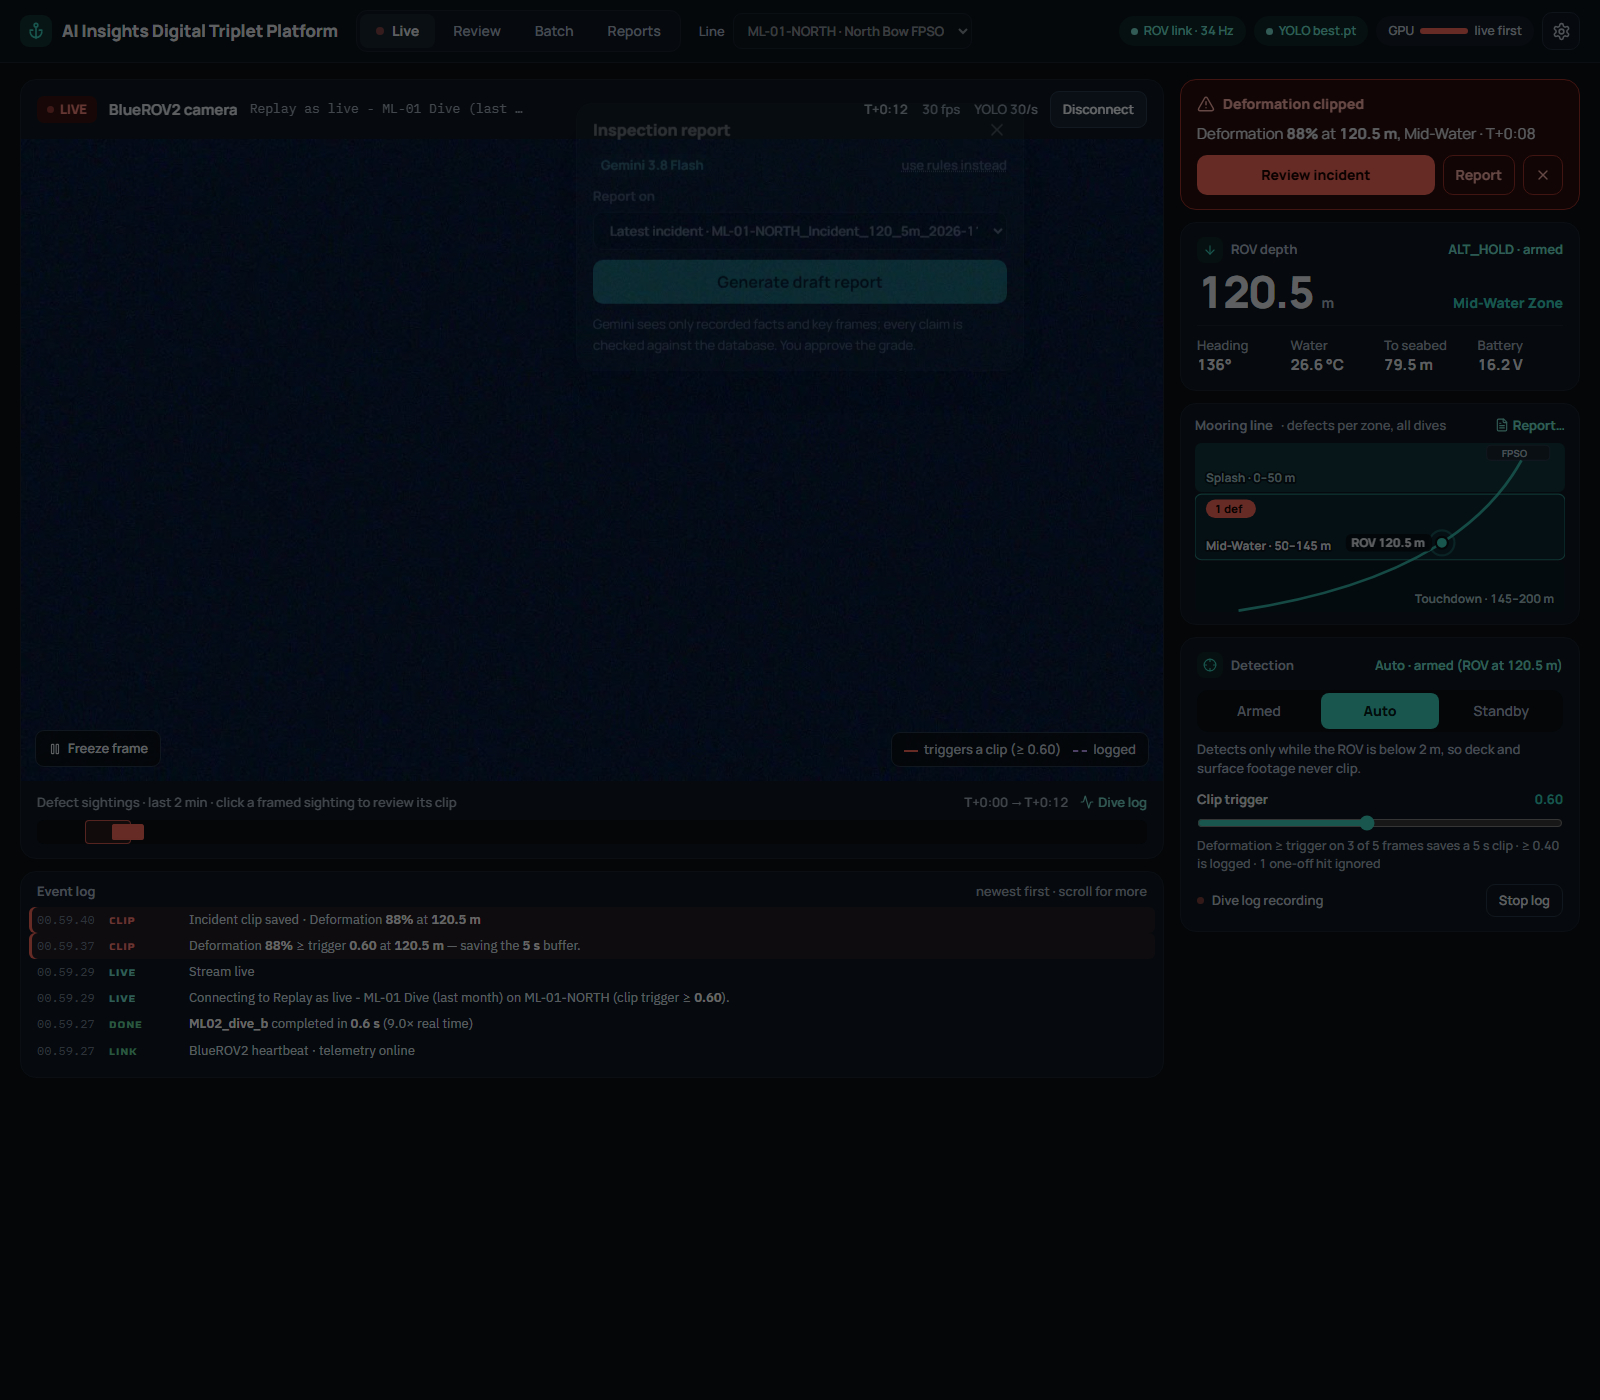 AI Insights Digital Triplet Platform
Live
Review
Batch
Reports
Line
ML-01-NORTH · North Bow FPSO
ROV link · 34 Hz
YOLO best.pt
GPU
live first
LIVE
BlueROV2 camera
Replay as live - ML-01 Dive (last …
T+0:12
30 fps
YOLO 30/s
Disconnect
Inspection report
Gemini 3.8 Flash
use rules instead
Report on
Latest incident · ML-01-NORTH_Incident_120_5m_2026-1
Generate draft report
Gemini sees only recorded facts and key frames; every claim is
checked against the database. You approve the grade.
Freeze frame
triggers a clip (≥ 0.60)
logged
Defect sightings · last 2 min · click a framed sighting to review its clip
T+0:00 → T+0:12
Dive log
Event log
newest first · scroll for more
00.59.40 CLIP Incident clip saved · Deformation 88% at 120.5 m
00.59.37 CLIP Deformation 88% ≥ trigger 0.60 at 120.5 m — saving the 5 s buffer.
00.59.29 LIVE Stream live
00.59.29 LIVE Connecting to Replay as live - ML-01 Dive (last month) on ML-01-NORTH (clip trigger ≥ 0.60).
00.59.27 DONE ML02_dive_b completed in 0.6 s (9.0× real time)
00.59.27 LINK BlueROV2 heartbeat · telemetry online
Deformation clipped
Deformation 88% at 120.5 m, Mid-Water · T+0:08
Review incident
Report
ROV depth
ALT_HOLD · armed
120.5 m
Mid-Water Zone
Heading
Water
To seabed
Battery
136°
26.6 °C
79.5 m
16.2 V
Mooring line · defects per zone, all dives
Report…
FPSO
Splash · 0–50 m
1 def
Mid-Water · 50–145 m
ROV 120.5 m
Touchdown · 145–200 m
Detection
Auto · armed (ROV at 120.5 m)
Armed
Auto
Standby
Detects only while the ROV is below 2 m, so deck and
surface footage never clip.
Clip trigger
0.60
Deformation ≥ trigger on 3 of 5 frames saves a 5 s clip · ≥ 0.40
is logged · 1 one-off hit ignored
Dive log recording
Stop log